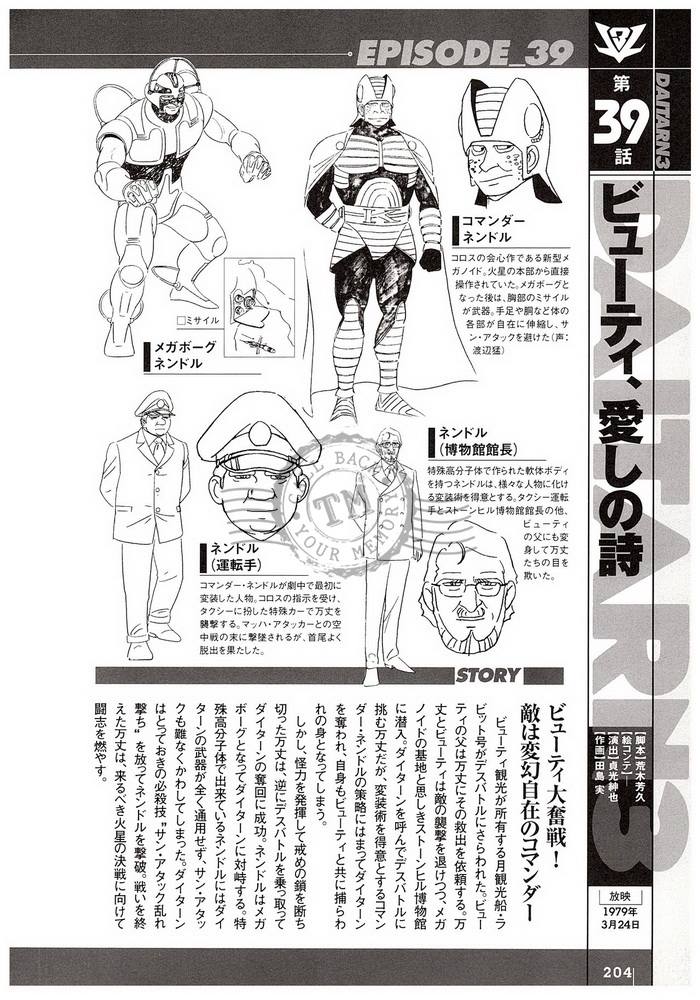 EPISODE_39
DAITARN3
第
39
話
ビューティ、愛しの詩
DAITARN3
コマンダー
ネンドル
コロスの会心作である新型メ
ガノイド。火星の本部から直接
操作されていた。メガボーグと
なった後は、胸部のミサイル
が武器。手足や胴など体の
各部が自在に伸縮し、サ
ン・アタックを避けた（声：
渡辺猛）
□ミサイル
メガボーグ
ネンドル
ネンドル
（博物館館長）
特殊高分子体で作られた軟体ボディ
を持つネンドルは、様々な人物に化け
る変装術を得意とする。タクシー運転
手とストーンヒル博物館館長の他、
ビューティ
の父にも変
身して万丈
たちの目を
欺いた。
ネンドル
（運転手）
コマンダー・ネンドルが劇中で最初に
変装した人物。コロスの指示を受け、
タクシーに扮した特殊カーで万丈を
襲撃する。マッハ・アタッカーとの空
中戦の末に撃墜されるが、首尾よく
脱出を果たした。
CALL BACK
TM
YOUR MEMORY
STORY
ビューティ大奮戦！
敵は変幻自在のコマンダー
ビューティ観光が所有する月観光船・ラ
ビット号がデスバトルにさらわれた。ビュー
ティの父は万丈にその救出を依頼する。万
丈とビューティは敵の襲撃を退けつつ、メガ
ノイドの基地と思しきストーンヒル博物館
に潜入。ダイターンを呼んでデスバトルに
挑む万丈だが、変装術を得意とするコマン
ダー・ネンドルの策略にはまってダイターン
を奪われ、自身もビューティと共に捕らわ
れの身となってしまう。
しかし、怪力を発揮して戒めの鎖を断ち
切った万丈は、逆にデスバトルを乗っ取って
ダイターンの奪回に成功。ネンドルはメガ
ボーグとなってダイターンに対峙する。特
殊高分子体で出来ているネンドルにはダイ
ターンの武器が全く通用せず、サン・アタッ
クも難なくかわしてしまった。ダイターン
はとっておきの必殺技“サン・アタック乱れ
撃ち”を放ってネンドルを撃破。戦いを終
えた万丈は、来るべき火星の決戦に向けて
闘志を燃やす。
［脚本］荒木芳久
［絵コンテ］―
［演出］貞光紳也
［作画］田島 実
［放映］
1979年
3月24日
204